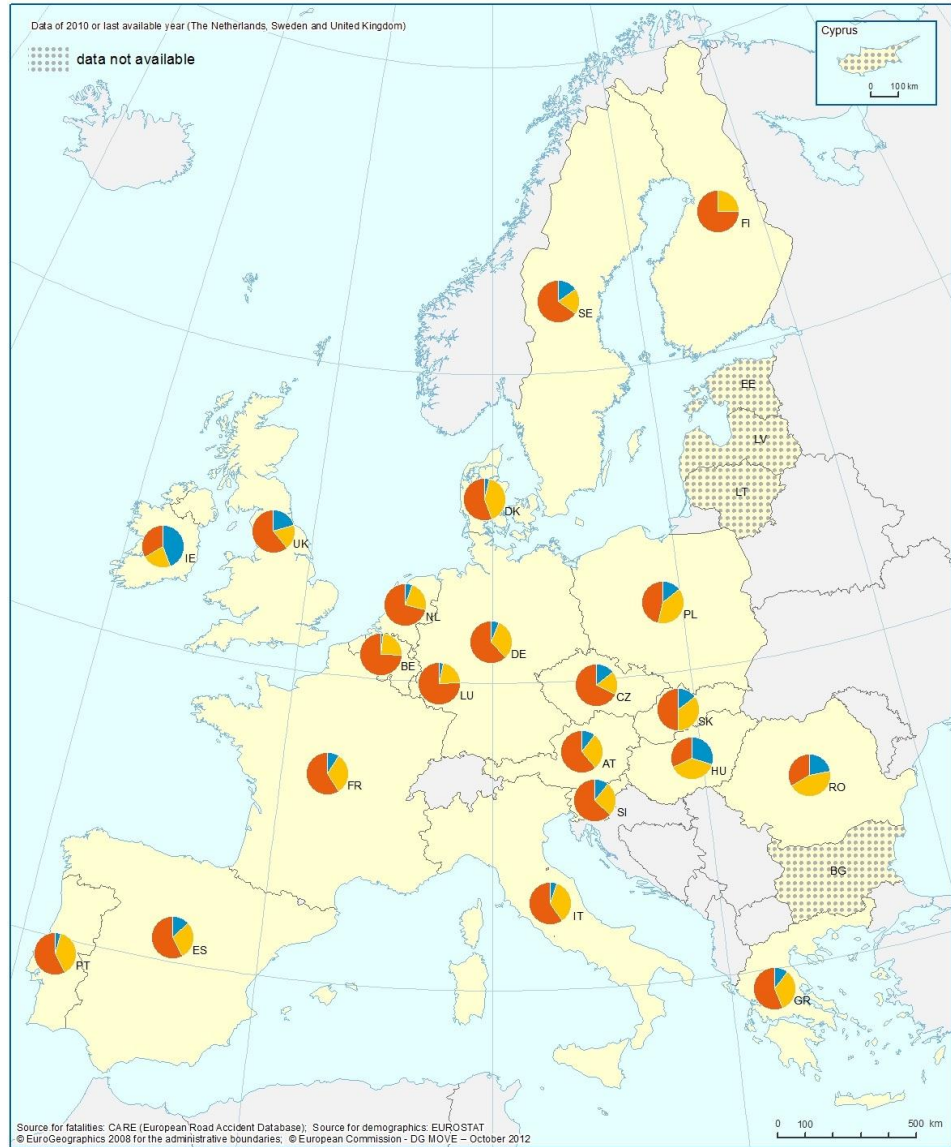 Data of 2010 or last available year (The Netherlands, Sweden and United Kingdom)
data not available
Cyprus
0 100 km
FI
SE
EE
LV
LT
DK
UK
IE
NL
PL
DE
BE
LU
CZ
SK
AT
HU
FR
RO
SI
BG
IT
ES
PT
GR
Source for fatalities: CARE (European Road Accident Database); Source for demographics: EUROSTAT
© EuroGeographics 2008 for the administrative boundaries; © European Commission - DG MOVE – October 2012
0 100 500 km